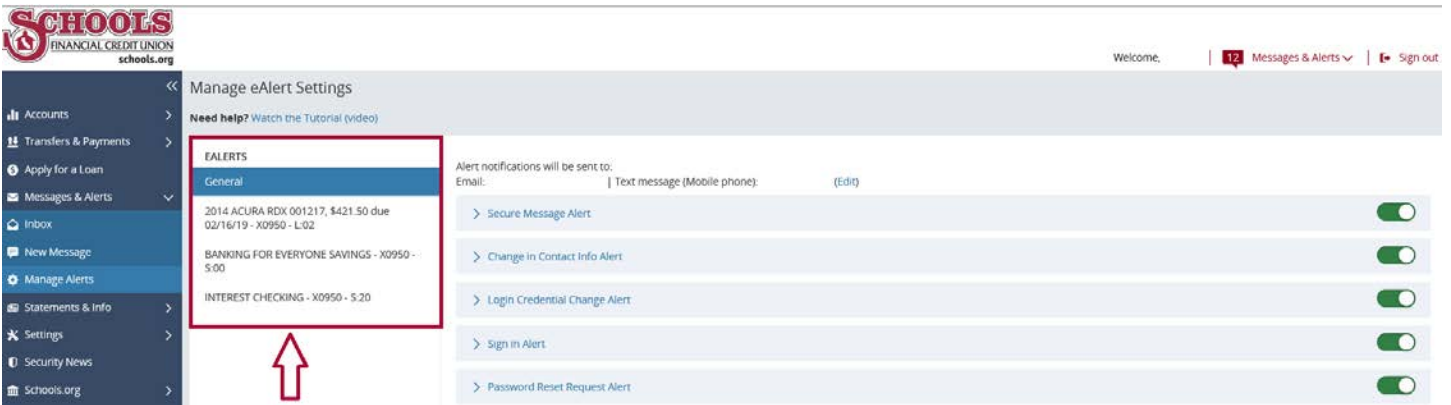 SCHOOLS
FINANCIAL CREDIT UNION
schools.org
Welcome,
12 Messages & Alerts
Sign out
Accounts
Transfers & Payments
Apply for a Loan
Messages & Alerts
Inbox
New Message
Manage Alerts
Statements & Info
Settings
Security News
Schools.org
Manage eAlert Settings
Need help? Watch the Tutorial (video)
EALERTS
General
2014 ACURA RDX 001217, $421.50 due
02/16/19 - X0950 - L:02
BANKING FOR EVERYONE SAVINGS - X0950 -
S:00
INTEREST CHECKING - X0950 - S:20
Alert notifications will be sent to:
Email: | Text message (Mobile phone): (Edit)
Secure Message Alert
Change in Contact Info Alert
Login Credential Change Alert
Sign in Alert
Password Reset Request Alert